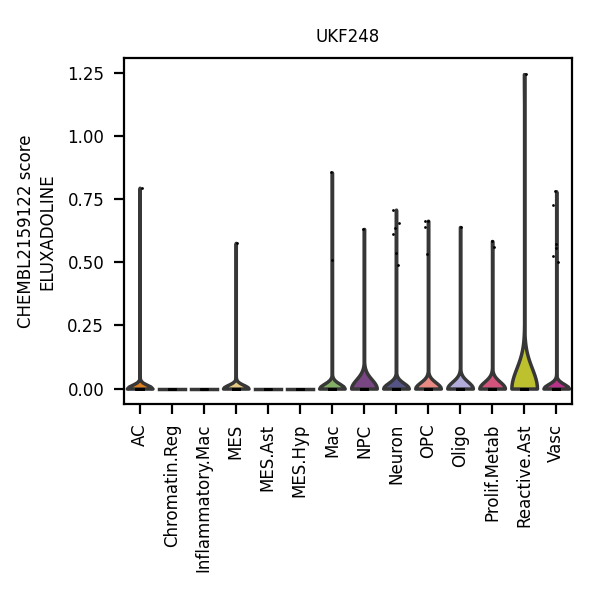 UKF248
CHEMBL2159122 score
ELUXADOLINE
1.25
1.00
0.75
0.50
0.25
0.00
AC
Chromatin.Reg
Inflammatory.Mac
MES
MES.Ast
MES.Hyp
Mac
NPC
Neuron
OPC
Oligo
Prolif.Metab
Reactive.Ast
Vasc